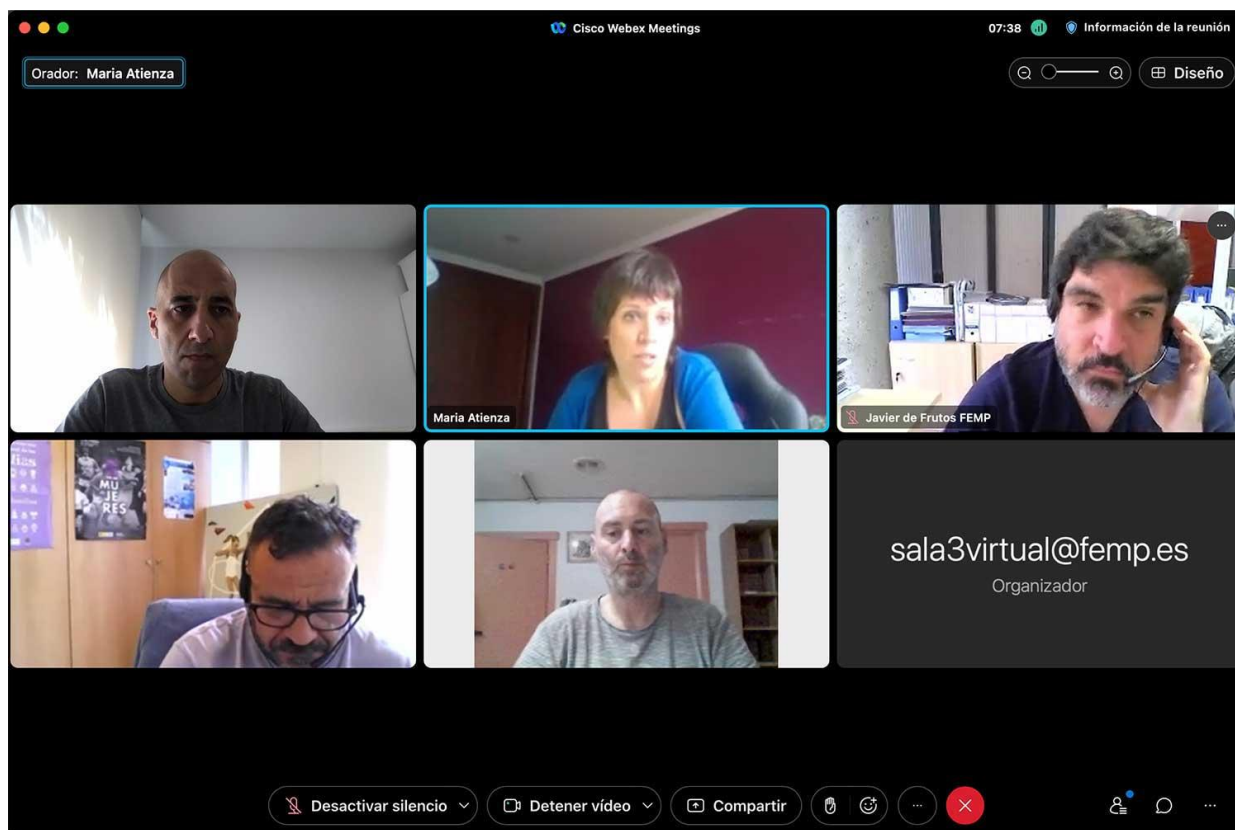 Cisco Webex Meetings
07:38
Información de la reunión
Orador: Maria Atienza
Diseño
Maria Atienza
Javier de Frutos FEMP
MU
JE
RES
sala3virtual@femp.es
Organizador
Desactivar silencio
Detener vídeo
Compartir